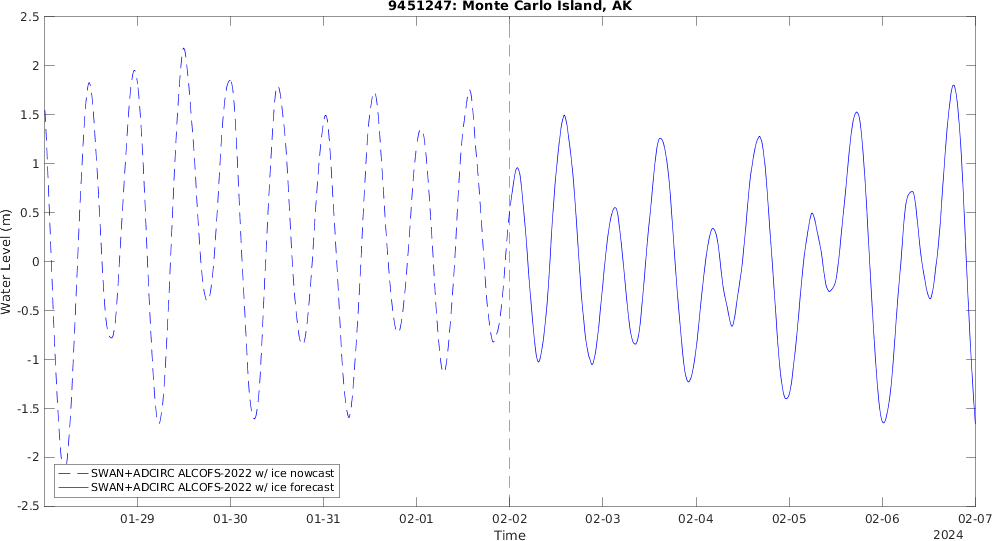 9451247: Monte Carlo Island, AK
Water Level (m)
2.5
2
1.5
1
0.5
0
-0.5
-1
-1.5
-2
-2.5
SWAN+ADCIRC ALCOFS-2022 w/ ice nowcast
SWAN+ADCIRC ALCOFS-2022 w/ ice forecast
01-29 01-30 01-31 02-01 02-02 02-03 02-04 02-05 02-06 02-07
Time
2024